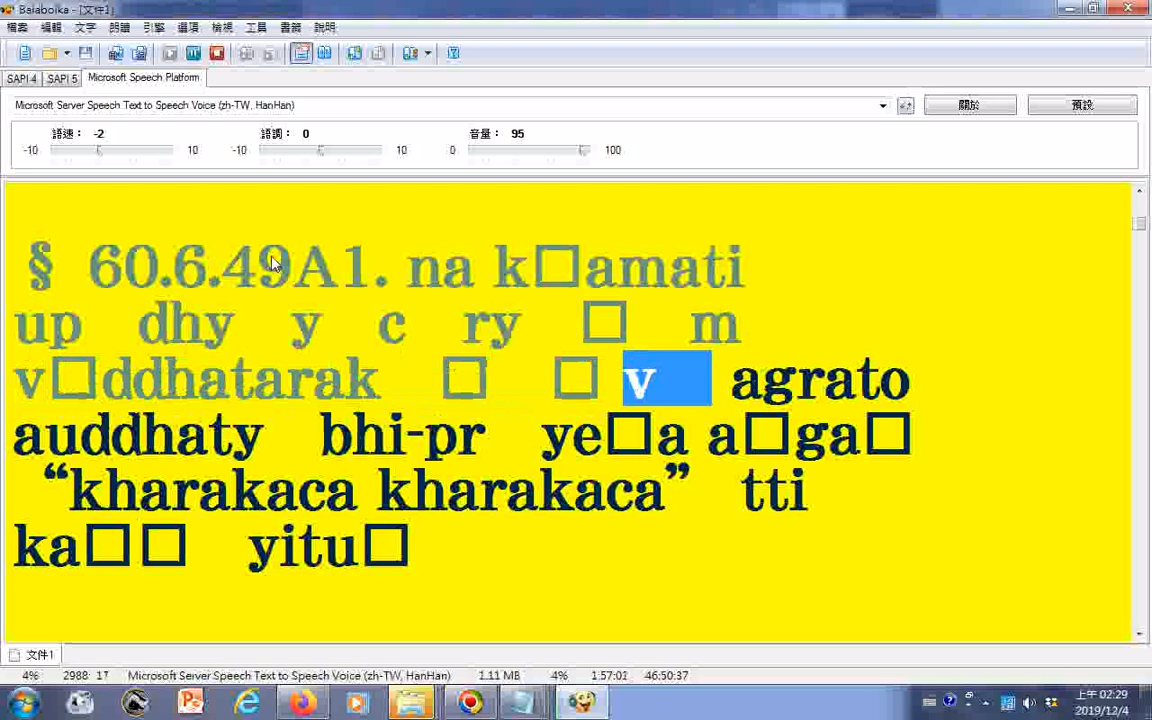 Balabolka - [文件1]
檔案 編輯 文字 朗讀 引擎 選項 檢視 工具 書籤 說明
SAPI 4 SAPI 5 Microsoft Speech Platform
Microsoft Server Speech Text to Speech Voice (zh-TW, HanHan) 關於 預設
語速： -2 語調： 0 音量： 95
-10 10 -10 10 0 100
§ 60.6.49A1. na k□amati
up dhy y c ry □ m
v□ddhatarak □ □ v agrato
auddhaty bhi-pr ye□a a□ga□
“kharakaca kharakaca” tti
ka□□ yitu□
文件1
4% 2988: 17 Microsoft Server Speech Text to Speech Voice (zh-TW, HanHan) 1.11 MB 4% 1:57:02 46:50:37
上午 02:29
2019/12/4